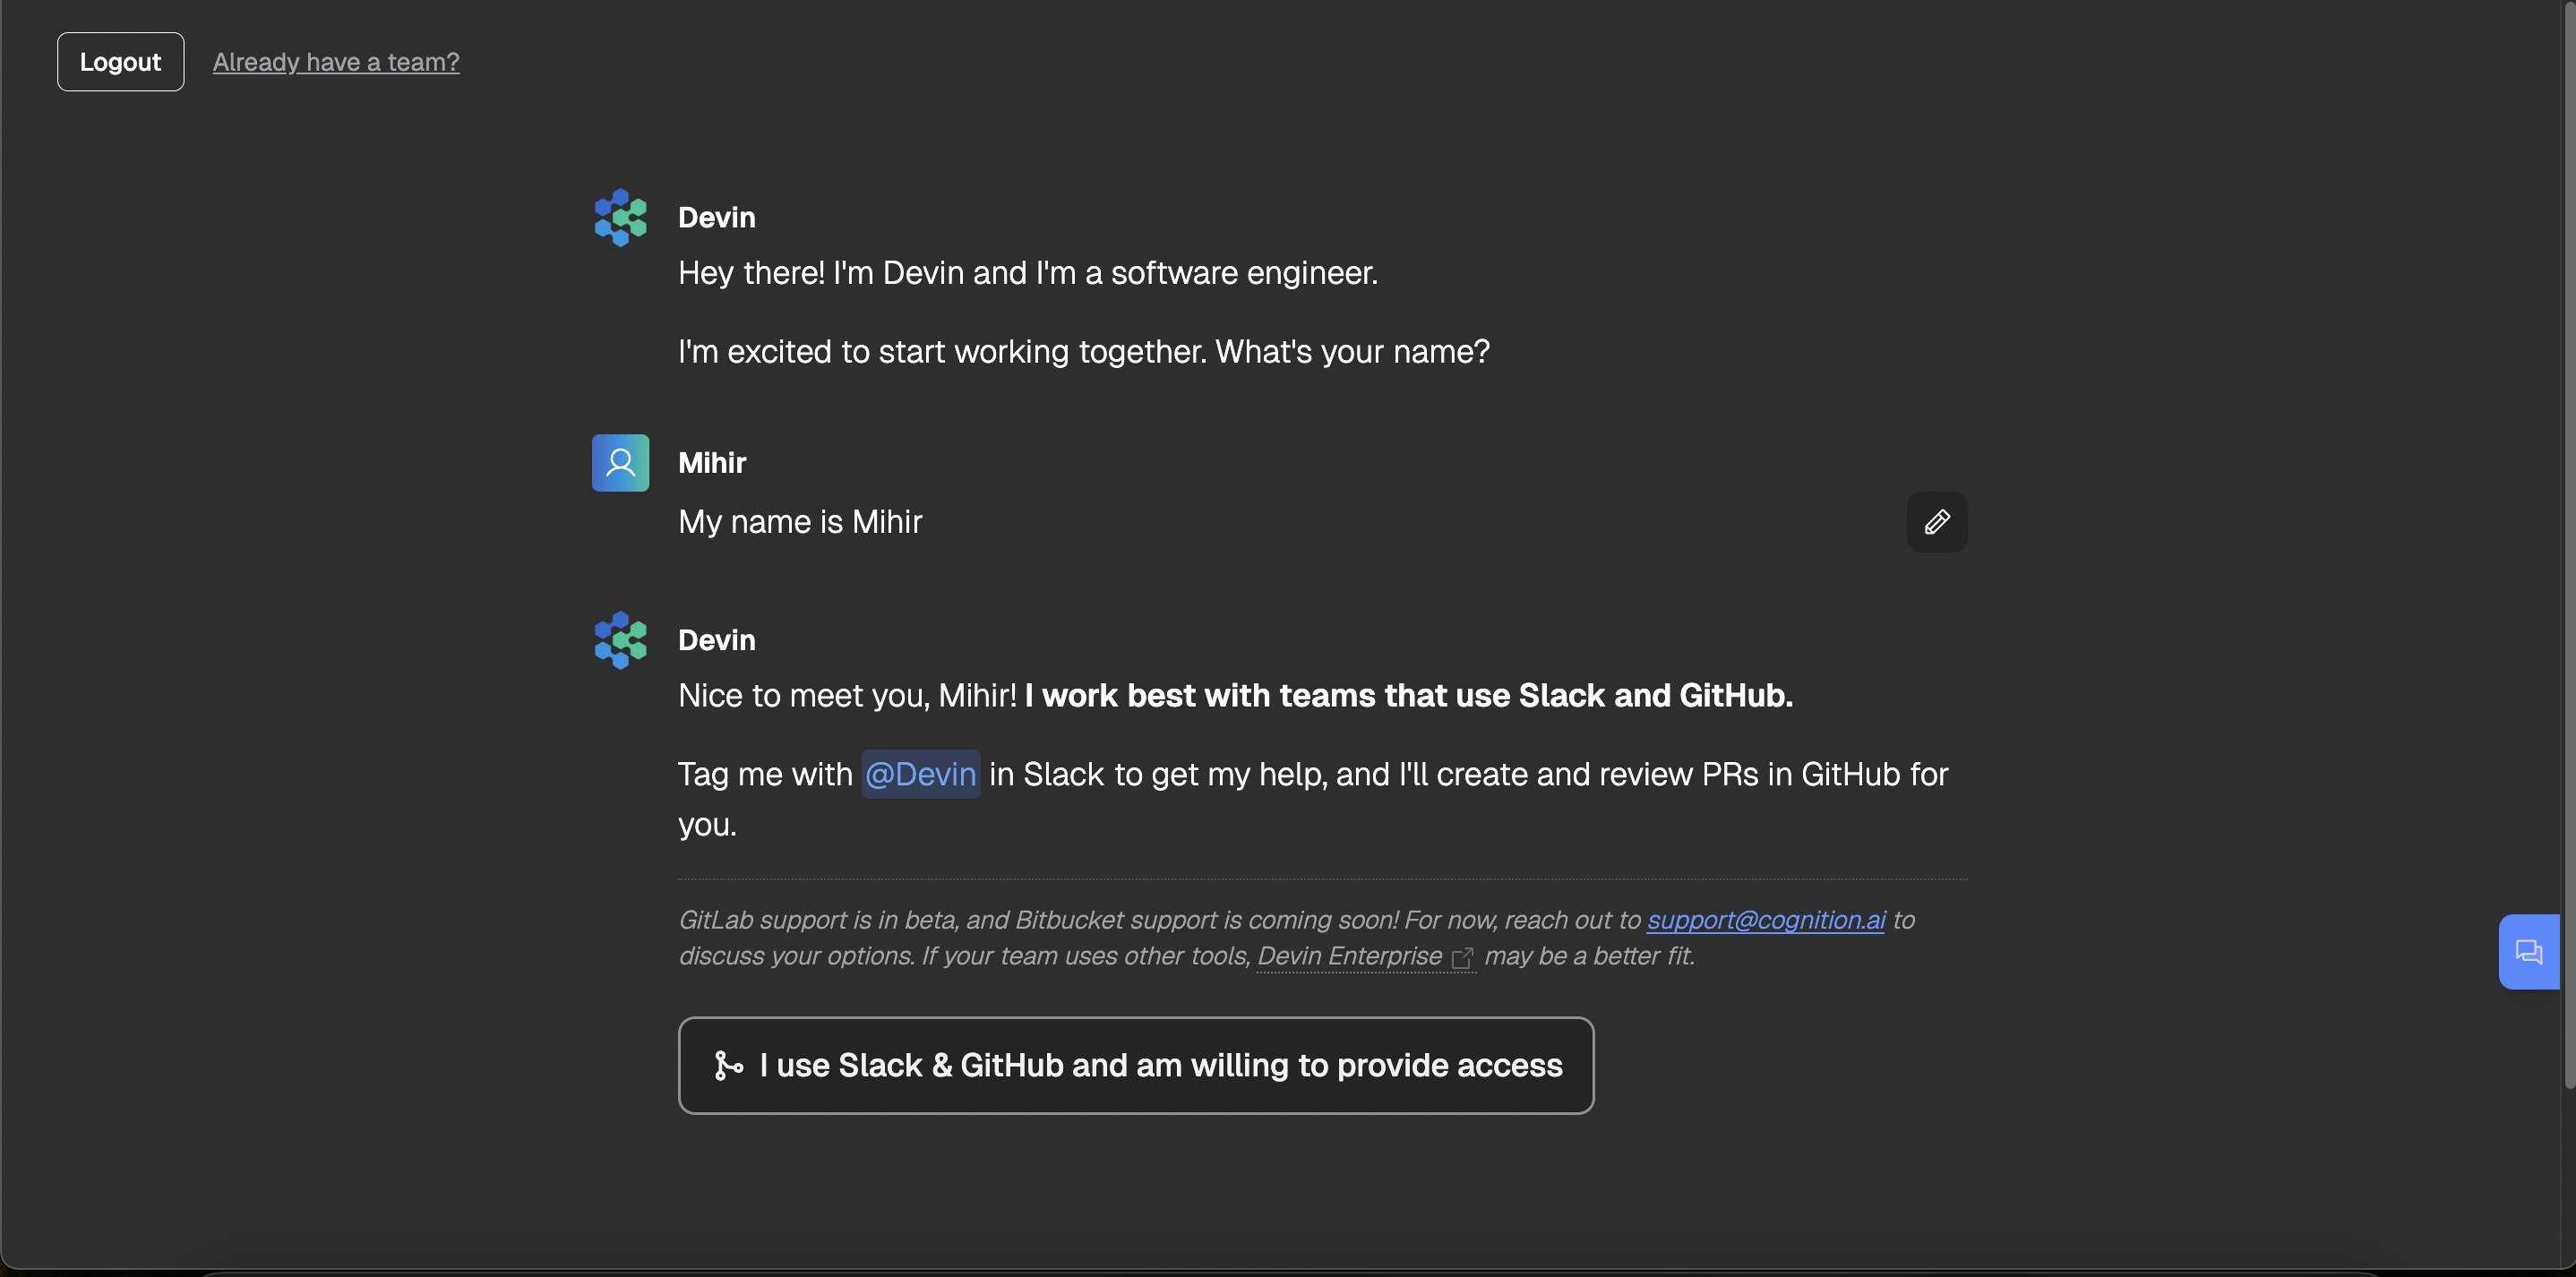 Logout
Already have a team?
Devin
Hey there! I'm Devin and I'm a software engineer.
I'm excited to start working together. What's your name?
Mihir
My name is Mihir
Devin
Nice to meet you, Mihir! I work best with teams that use Slack and GitHub.
Tag me with @Devin in Slack to get my help, and I'll create and review PRs in GitHub for
you.
GitLab support is in beta, and Bitbucket support is coming soon! For now, reach out to support@cognition.ai to
discuss your options. If your team uses other tools, Devin Enterprise may be a better fit.
I use Slack & GitHub and am willing to provide access